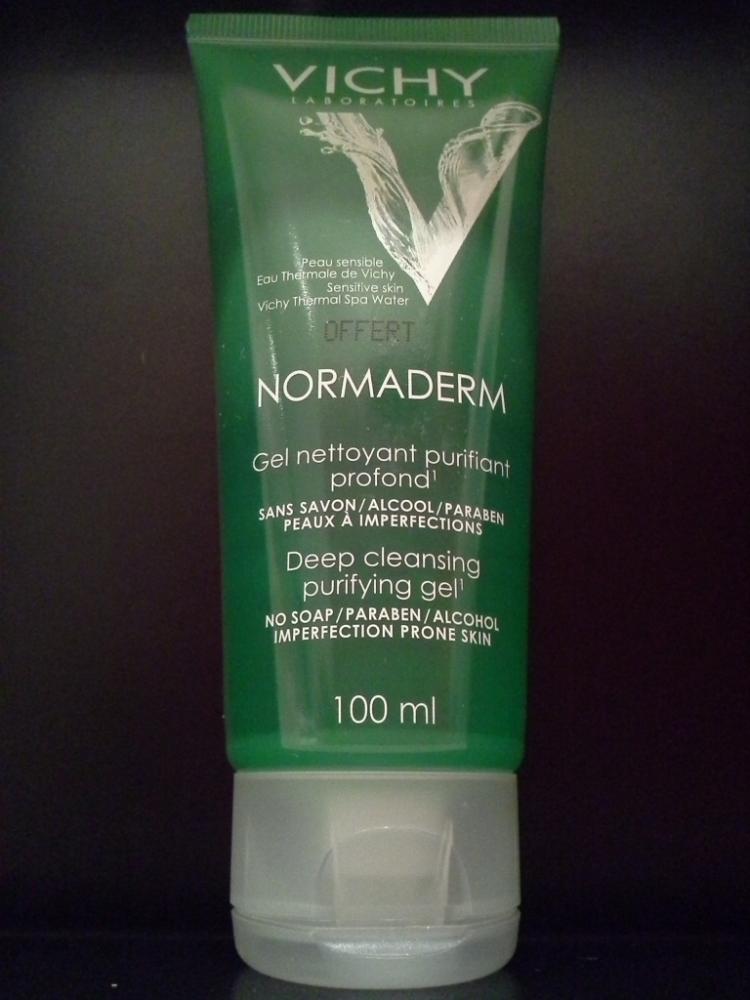 VICHY
LABORATOIRES
Peau sensible
Eau Thermale de Vichy
Sensitive skin
Vichy Thermal Spa Water
OFFERT
NORMADERM
Gel nettoyant purifiant
profond¹
SANS SAVON/ALCOOL/PARABEN
PEAUX À IMPERFECTIONS
Deep cleansing
purifying gel¹
NO SOAP/PARABEN/ALCOHOL
IMPERFECTION PRONE SKIN
100 ml